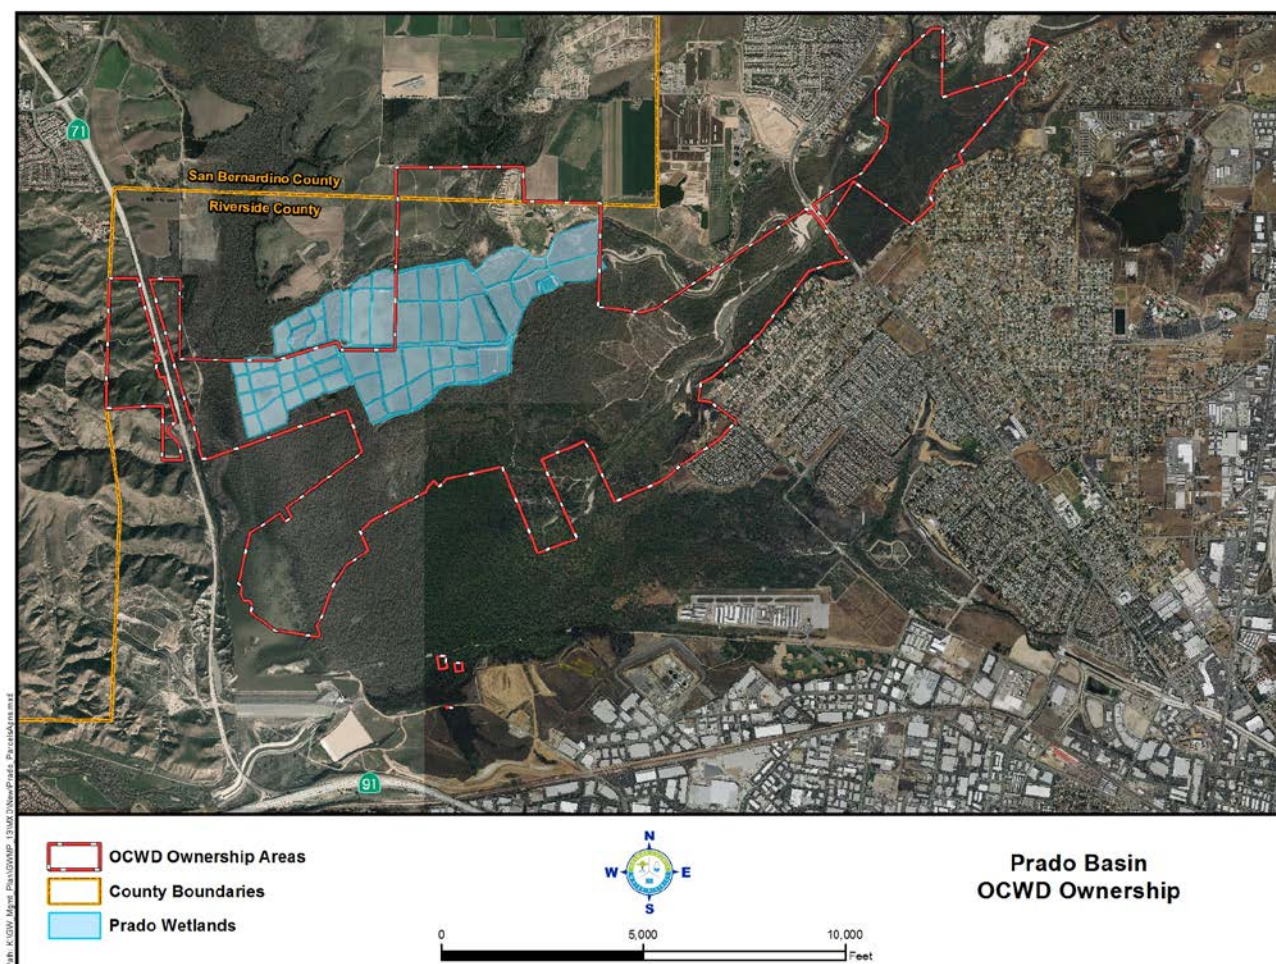 71
San Bernardino County
Riverside County
91
OCWD Ownership Areas
County Boundaries
Prado Wetlands
N
W
E
S
0
5,000
10,000
Feet
Prado Basin
OCWD Ownership